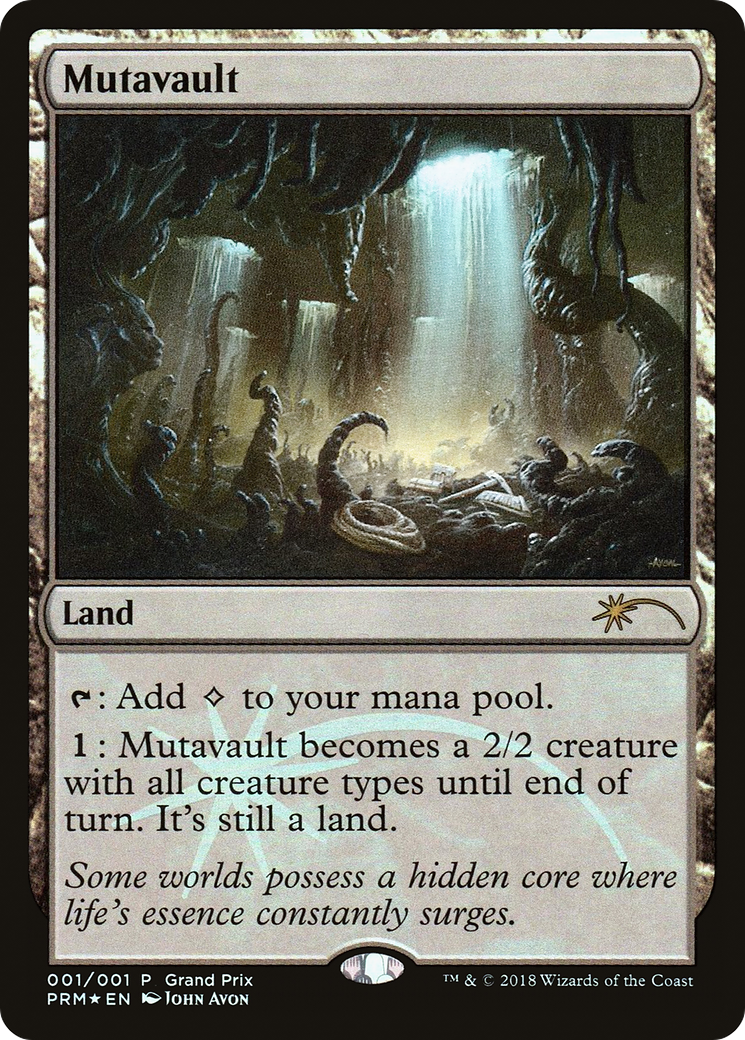 Mutavault
Land
: Add to your mana pool.
1 : Mutavault becomes a 2/2 creature
with all creature types until end of
turn. It's still a land.
Some worlds possess a hidden core where
life's essence constantly surges.
001/001 P Grand Prix
PRM★EN John Avon
™ & © 2018 Wizards of the Coast